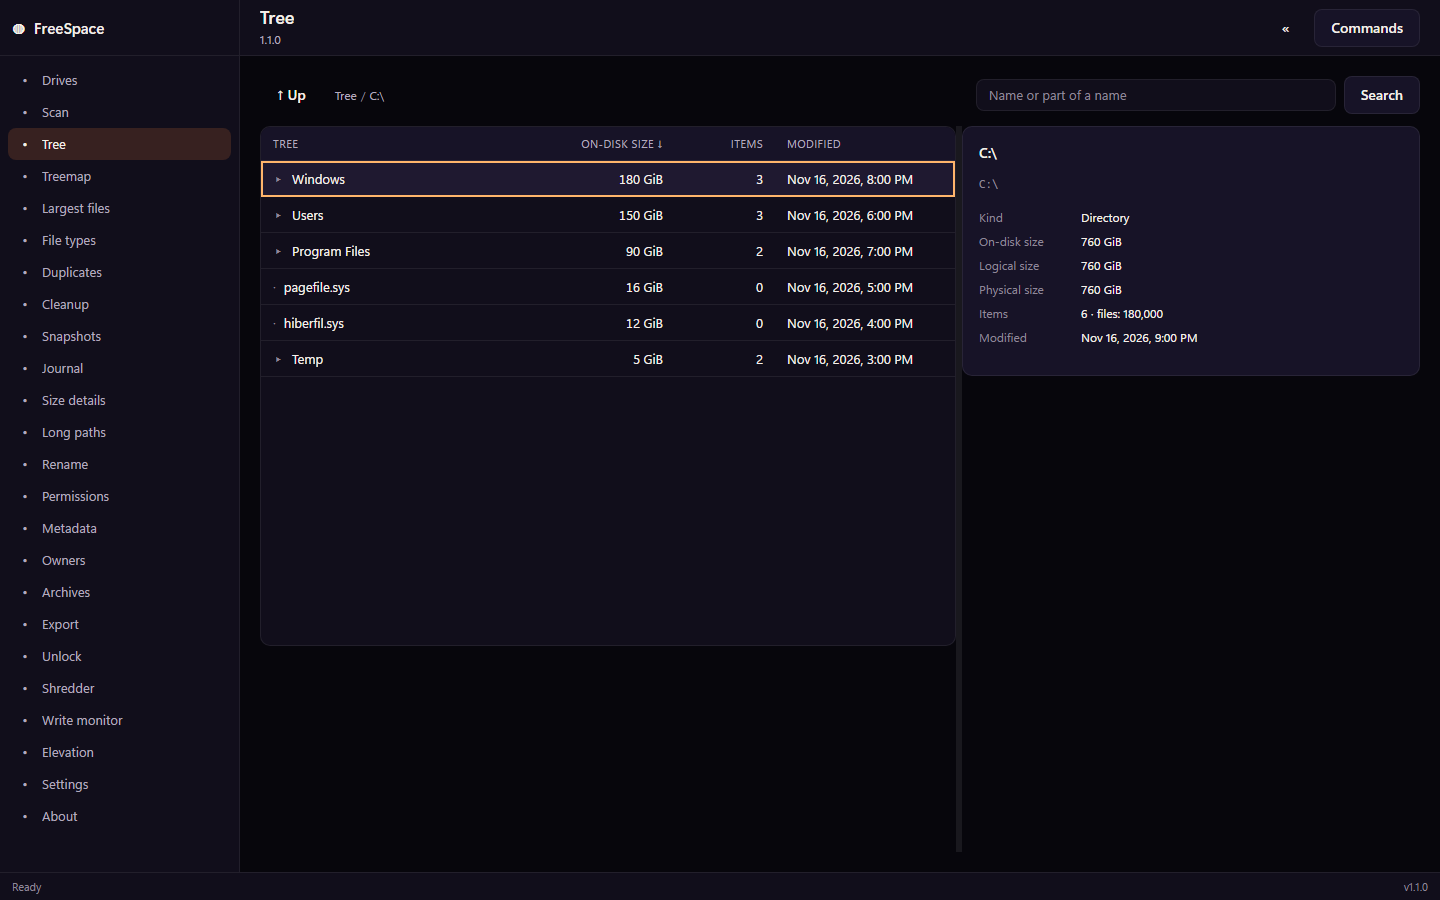 FreeSpace
Tree
1.1.0
«
Commands
Drives
Scan
Tree
Treemap
Largest files
File types
Duplicates
Cleanup
Snapshots
Journal
Size details
Long paths
Rename
Permissions
Metadata
Owners
Archives
Export
Unlock
Shredder
Write monitor
Elevation
Settings
About
↑ Up
Tree / C:\
Name or part of a name
Search
TREE ON-DISK SIZE ↓ ITEMS MODIFIED
Windows 180 GiB 3 Nov 16, 2026, 8:00 PM
Users 150 GiB 3 Nov 16, 2026, 6:00 PM
Program Files 90 GiB 2 Nov 16, 2026, 7:00 PM
pagefile.sys 16 GiB 0 Nov 16, 2026, 5:00 PM
hiberfil.sys 12 GiB 0 Nov 16, 2026, 4:00 PM
Temp 5 GiB 2 Nov 16, 2026, 3:00 PM
C:\
C:\
Kind Directory
On-disk size 760 GiB
Logical size 760 GiB
Physical size 760 GiB
Items 6 · files: 180,000
Modified Nov 16, 2026, 9:00 PM
Ready
v1.1.0